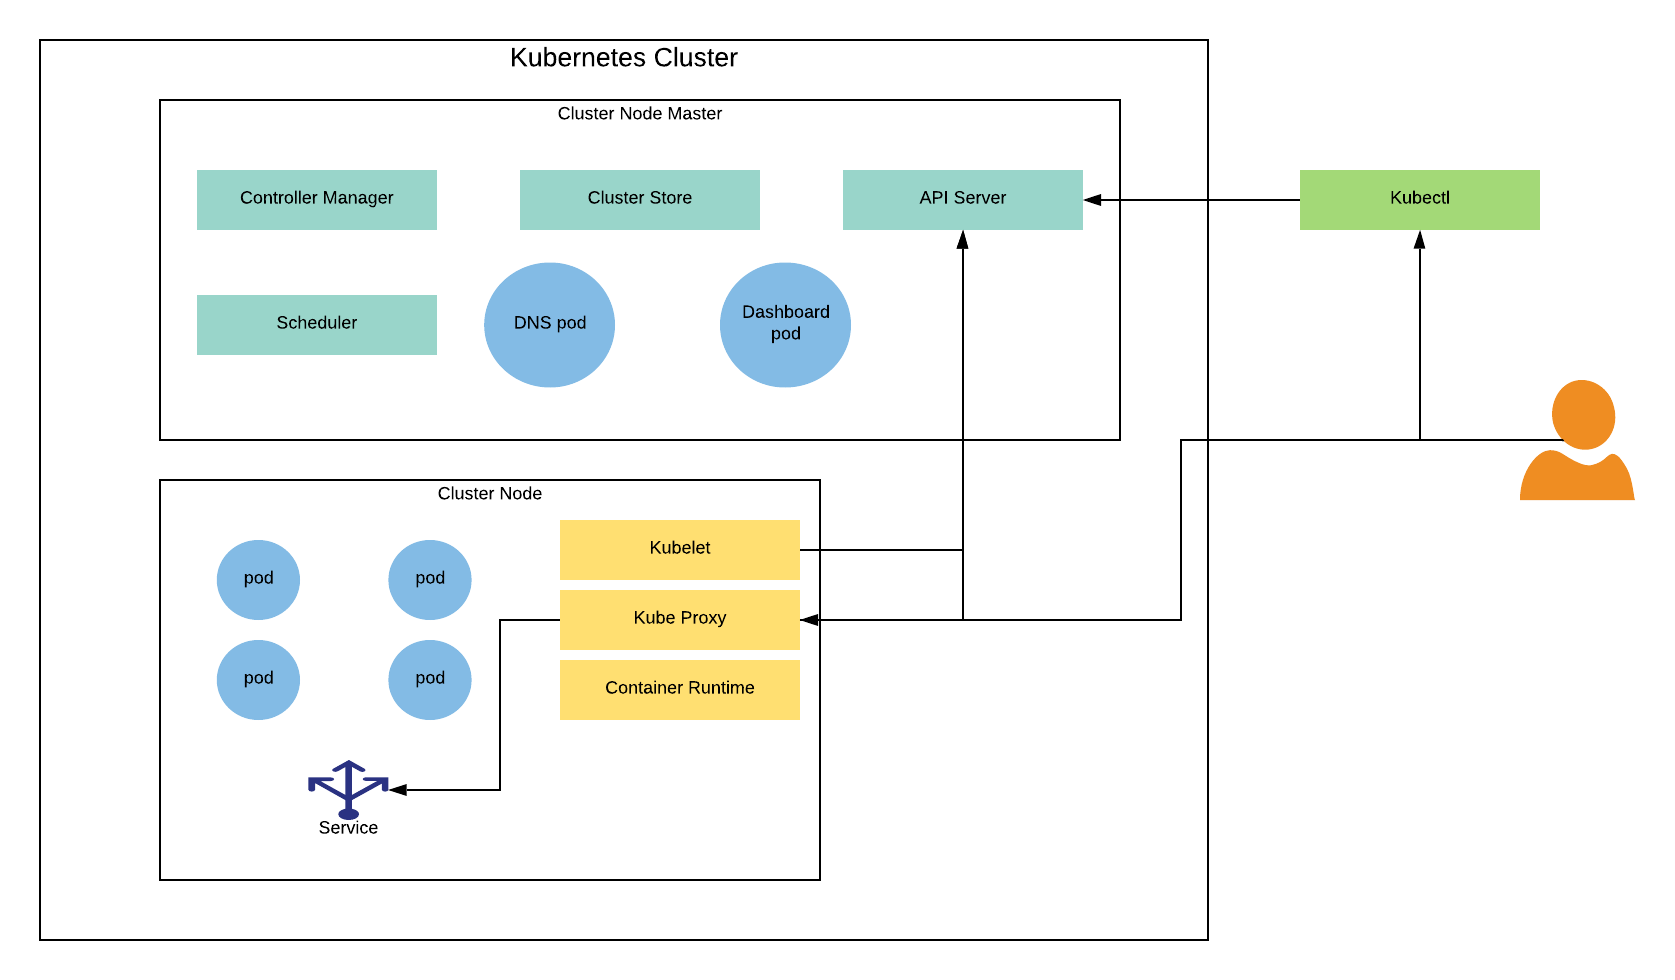 Kubernetes Cluster
Cluster Node Master
Controller Manager
Cluster Store
API Server
Kubectl
Scheduler
DNS pod
Dashboard
pod
Cluster Node
pod
pod
Kubelet
Kube Proxy
pod
pod
Container Runtime
Service